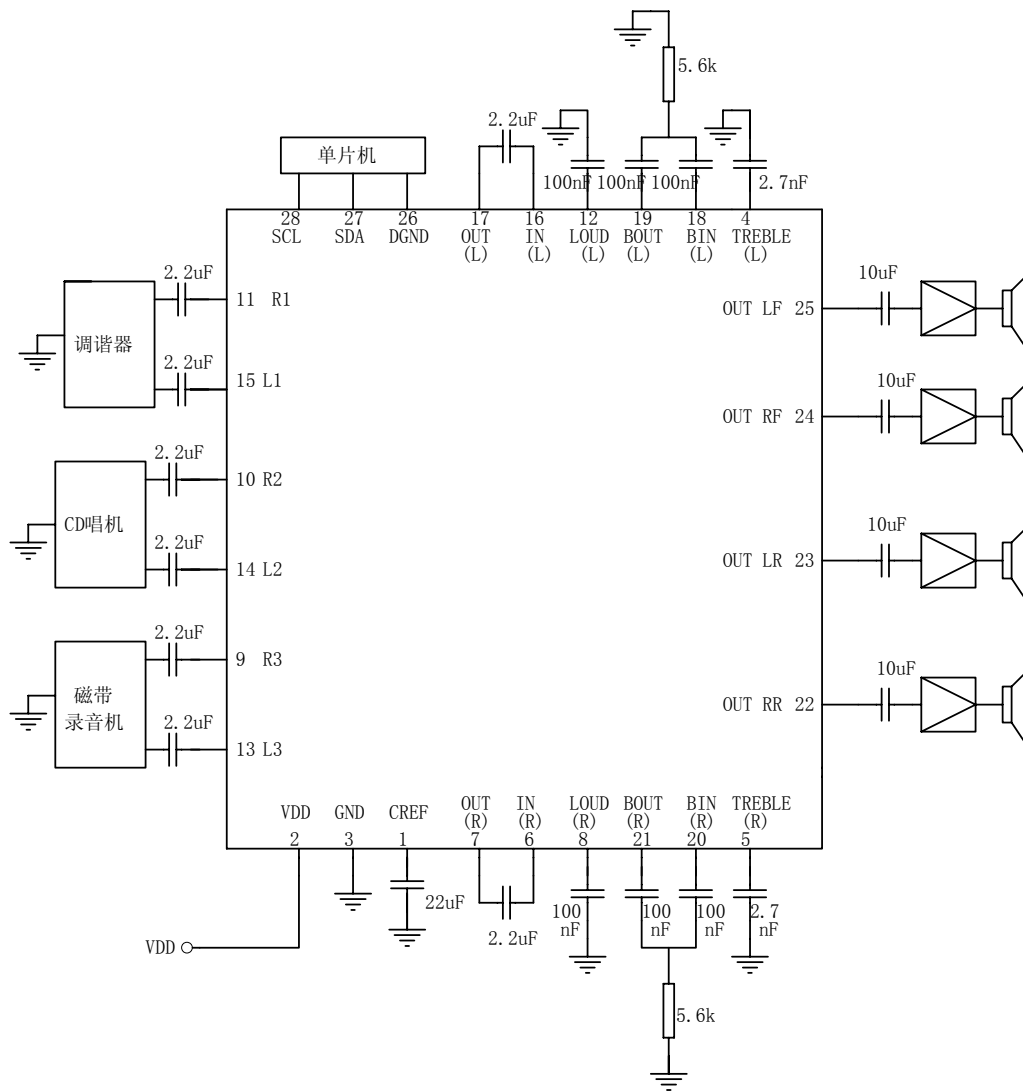 5.6k
2.2uF
单片机
100nF 100nF 100nF 2.7nF
28 27 26 17 16 12 19 18 4
SCL SDA DGND OUT IN LOUD BOUT BIN TREBLE
(L) (L) (L) (L) (L) (L)
2.2uF
11 R1
调谐器
2.2uF
15 L1
10uF
OUT LF 25
10uF
OUT RF 24
2.2uF
10 R2
CD唱机
2.2uF
14 L2
10uF
OUT LR 23
2.2uF
9 R3
磁带
录音机
2.2uF
13 L3
10uF
OUT RR 22
VDD GND CREF OUT IN LOUD BOUT BIN TREBLE
(R) (R) (R) (R) (R) (R)
2 3 1 7 6 8 21 20 5
22uF
2.2uF
100 100 100 2.7
nF nF nF nF
VDD
5.6k